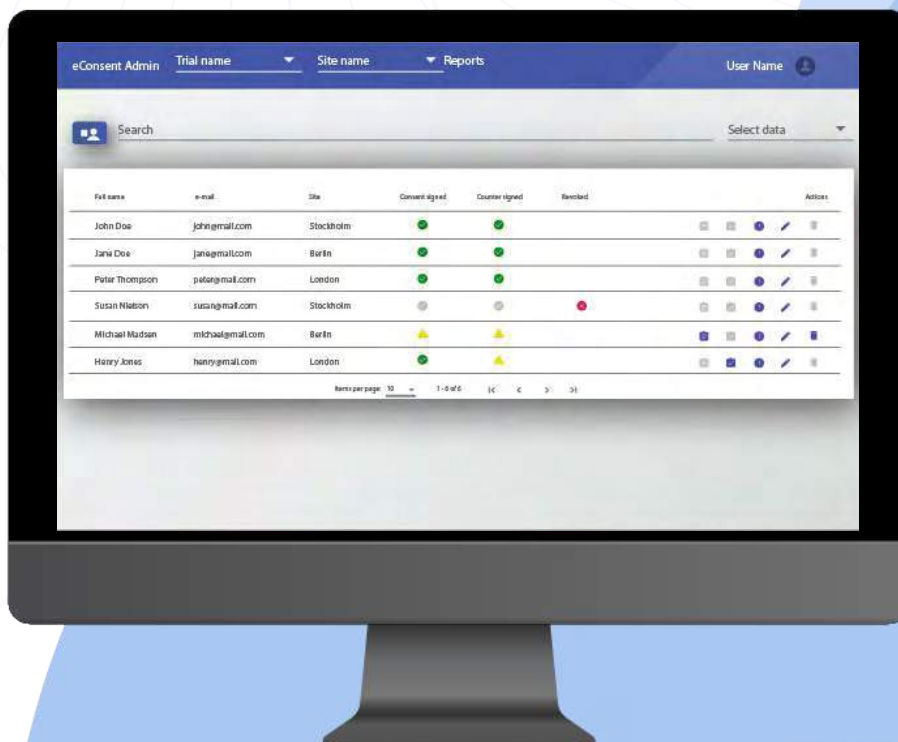 eConsent Admin Trial name Site name Reports User Name
Search Select data
Full name e-mail Site Consent signed Counter signed Revoked Actions
John Doe john@mail.com Stockholm
Jane Doe jane@mail.com Berlin
Peter Thompson peter@mail.com London
Susan Nielson susan@mail.com Stockholm
Michael Madsen michael@mail.com Berlin
Henry Jones henry@mail.com London
Items per page: 10 1 - 6 of 6